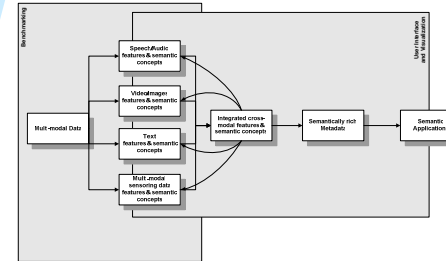 Benchmarking
User Interface
and Visualization
Speech/Audio
features & semantic
concepts
Video/Images
features & semantic
concepts
Multi-modal Data
Text
features & semantic
concepts
Multi-modal
sensoring data
features & semantic
concepts
Integrated cross-
modal features &
semantic concepts
Semantically rich
Metadata
Semantic
Application